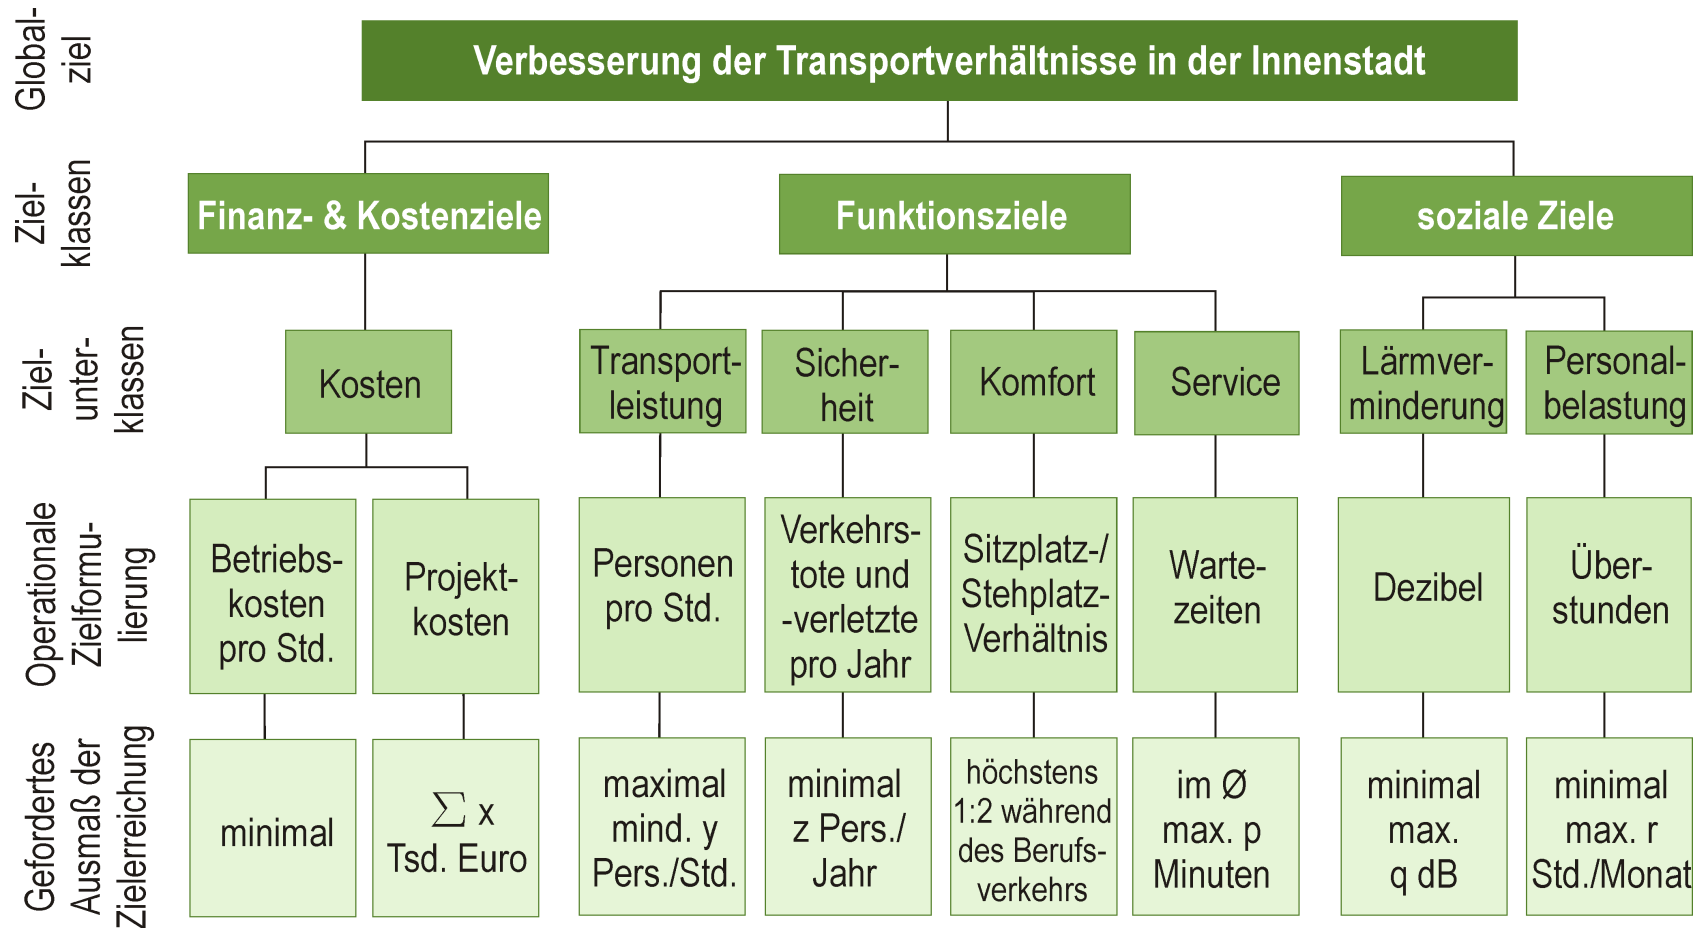 Global-
ziel
Verbesserung der Transportverhältnisse in der Innenstadt
Ziel-
klassen
Finanz- & Kostenziele
Funktionsziele
soziale Ziele
Ziel-
unter-
klassen
Kosten
Transport-
leistung
Sicher-
heit
Komfort
Service
Lärmver-
minderung
Personal-
belastung
Operationale
Zielformu-
lierung
Betriebs-
kosten
pro Std.
Projekt-
kosten
Personen
pro Std.
Verkehrs-
tote und
-verletzte
pro Jahr
Sitzplatz-/
Stehplatz-
Verhältnis
Warte-
zeiten
Dezibel
Über-
stunden
Gefordertes
Ausmaß der
Zielerreichung
minimal
∑ x
Tsd. Euro
maximal
mind. y
Pers./Std.
minimal
z Pers./
Jahr
höchstens
1:2 während
des Berufs-
verkehrs
im Ø
max. p
Minuten
minimal
max.
q dB
minimal
max. r
Std./Monat